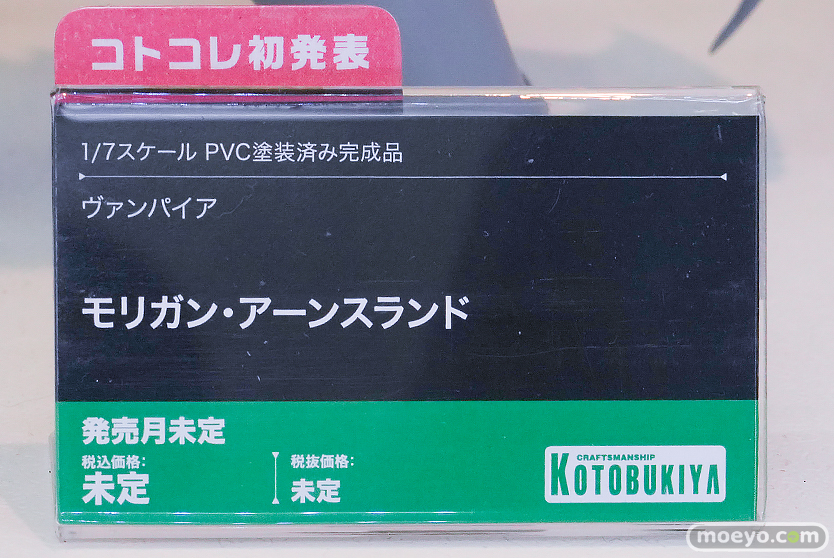 コトコレ初発表
1/7スケール PVC塗装済み完成品
ヴァンパイア
モリガン・アーンスランド
発売月未定
税込価格:
未定
税抜価格:
未定
CRAFTSMANSHIP
KOTOBUKIYA
moeyo.com